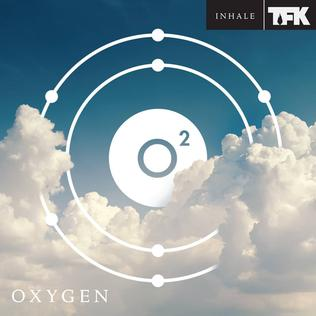 INHALE TFK
O²
OXYGEN